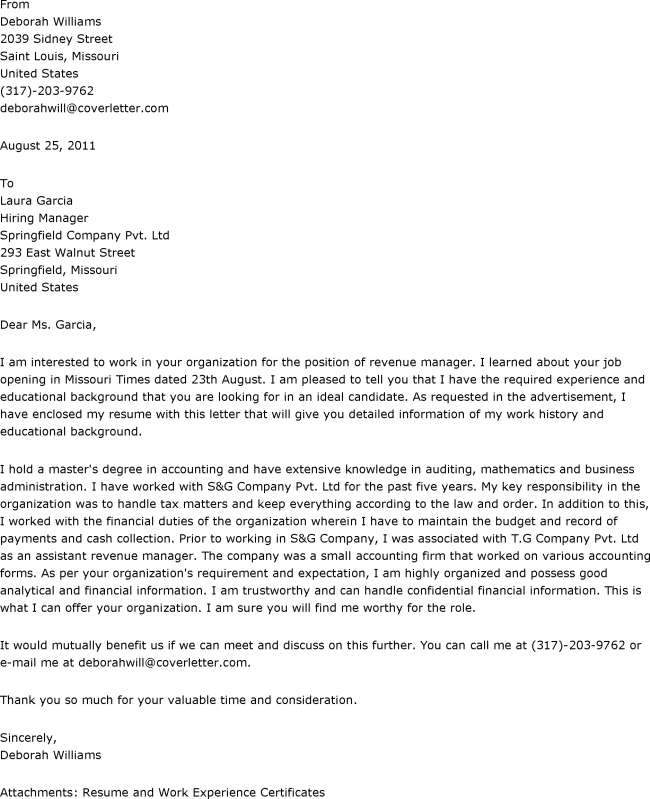 From
Deborah Williams
2039 Sidney Street
Saint Louis, Missouri
United States
(317)-203-9762
deborahwill@coverletter.com
August 25, 2011
To
Laura Garcia
Hiring Manager
Springfield Company Pvt. Ltd
293 East Walnut Street
Springfield, Missouri
United States
Dear Ms. Garcia,
I am interested to work in your organization for the position of revenue manager. I learned about your job
opening in Missouri Times dated 23th August. I am pleased to tell you that I have the required experience and
educational background that you are looking for in an ideal candidate. As requested in the advertisement, I
have enclosed my resume with this letter that will give you detailed information of my work history and
educational background.
I hold a master's degree in accounting and have extensive knowledge in auditing, mathematics and business
administration. I have worked with S&G Company Pvt. Ltd for the past five years. My key responsibility in the
organization was to handle tax matters and keep everything according to the law and order. In addition to this,
I worked with the financial duties of the organization wherein I have to maintain the budget and record of
payments and cash collection. Prior to working in S&G Company, I was associated with T.G Company Pvt. Ltd
as an assistant revenue manager. The company was a small accounting firm that worked on various accounting
forms. As per your organization's requirement and expectation, I am highly organized and possess good
analytical and financial information. I am trustworthy and can handle confidential financial information. This is
what I can offer your organization. I am sure you will find me worthy for the role.
It would mutually benefit us if we can meet and discuss on this further. You can call me at (317)-203-9762 or
e-mail me at deborahwill@coverletter.com.
Thank you so much for your valuable time and consideration.
Sincerely,
Deborah Williams
Attachments: Resume and Work Experience Certificates